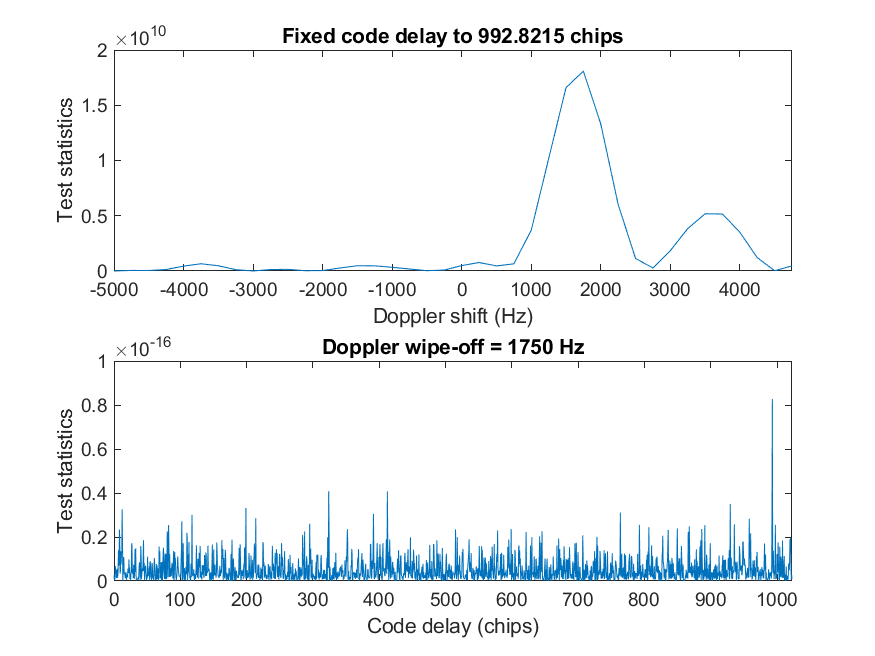 ×10^10
Fixed code delay to 992.8215 chips
2
1.5
1
0.5
0
Test statistics
-5000 -4000 -3000 -2000 -1000 0 1000 2000 3000 4000
Doppler shift (Hz)
×10^-16
Doppler wipe-off = 1750 Hz
1
0.8
0.6
0.4
0.2
0
Test statistics
0 100 200 300 400 500 600 700 800 900 1000
Code delay (chips)